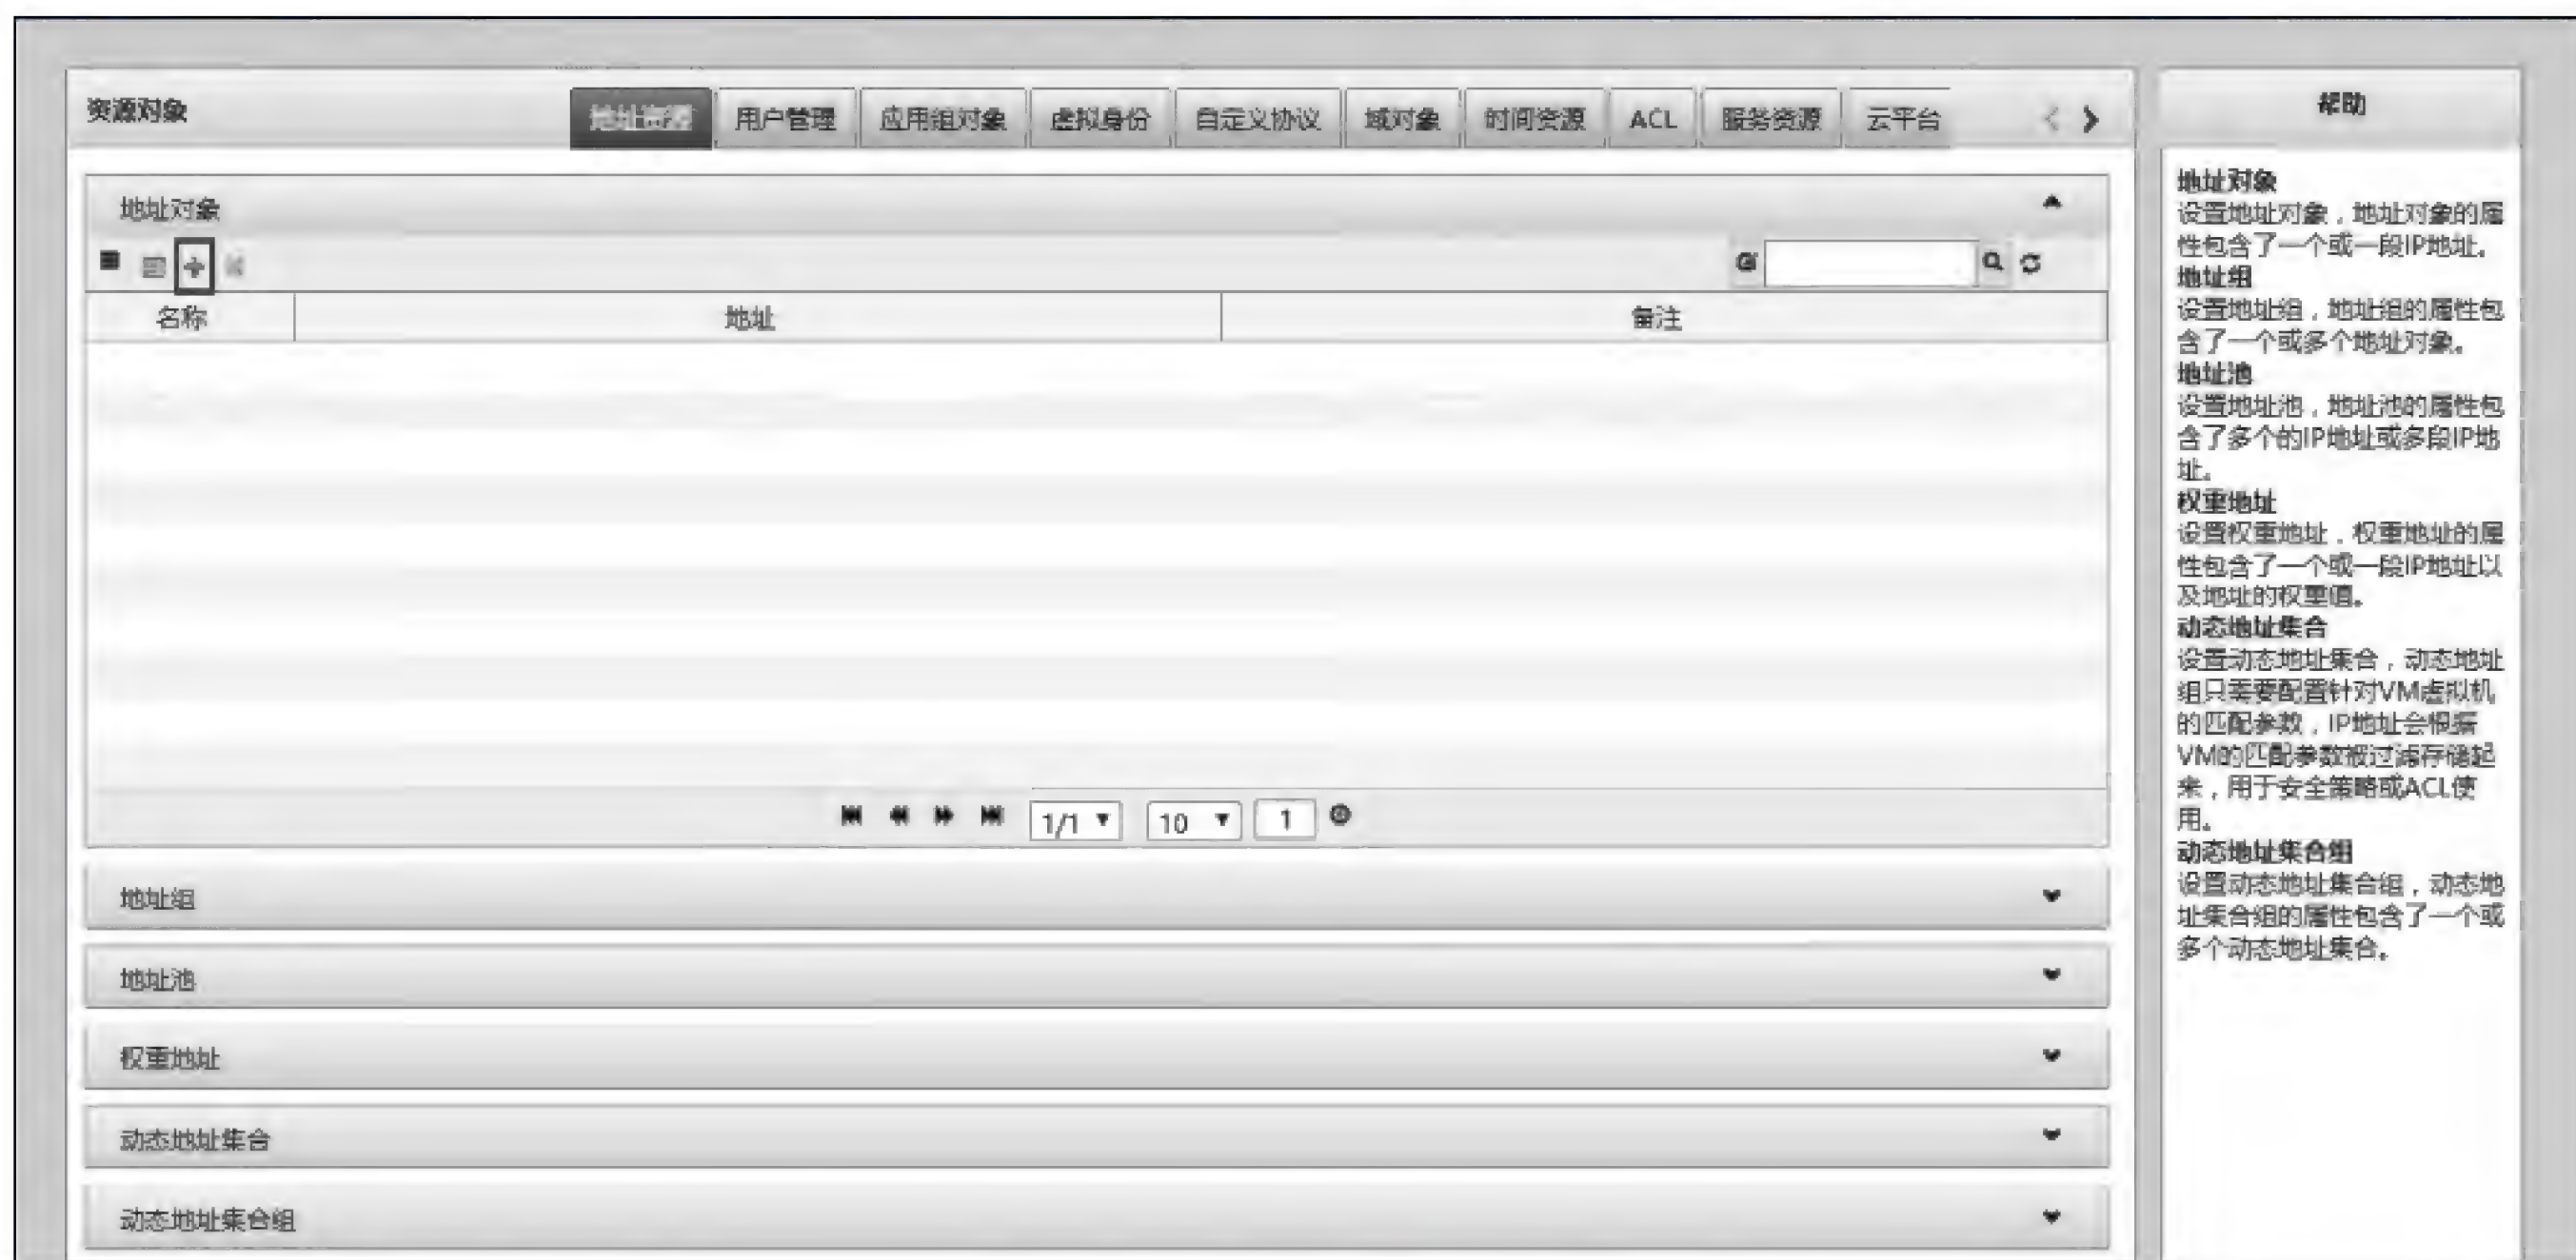 资源对象
地址资源 用户管理 应用组对象 虚拟身份 自定义协议 域对象 时间资源 ACL 服务资源 云平台
地址对象
名称 地址 备注
1/1 10 1
地址组
地址池
权重地址
动态地址集合
动态地址集合组
帮助
地址对象
设置地址对象，地址对象的属
性包含了一个或一段IP地址。
地址组
设置地址组，地址组的属性包
含了一个或多个地址对象。
地址池
设置地址池，地址池的属性包
含了多个的IP地址或多段IP地
址。
权重地址
设置权重地址，权重地址的属
性包含了一个或一段IP地址以
及地址的权重值。
动态地址集合
设置动态地址集合，动态地址
组只需要配置针对VM虚拟机
的匹配参数，IP地址会根据
VM的匹配参数被过滤存储起
来，用于安全策略或ACL使
用。
动态地址集合组
设置动态地址集合组，动态地
址集合组的属性包含了一个或
多个动态地址集合。